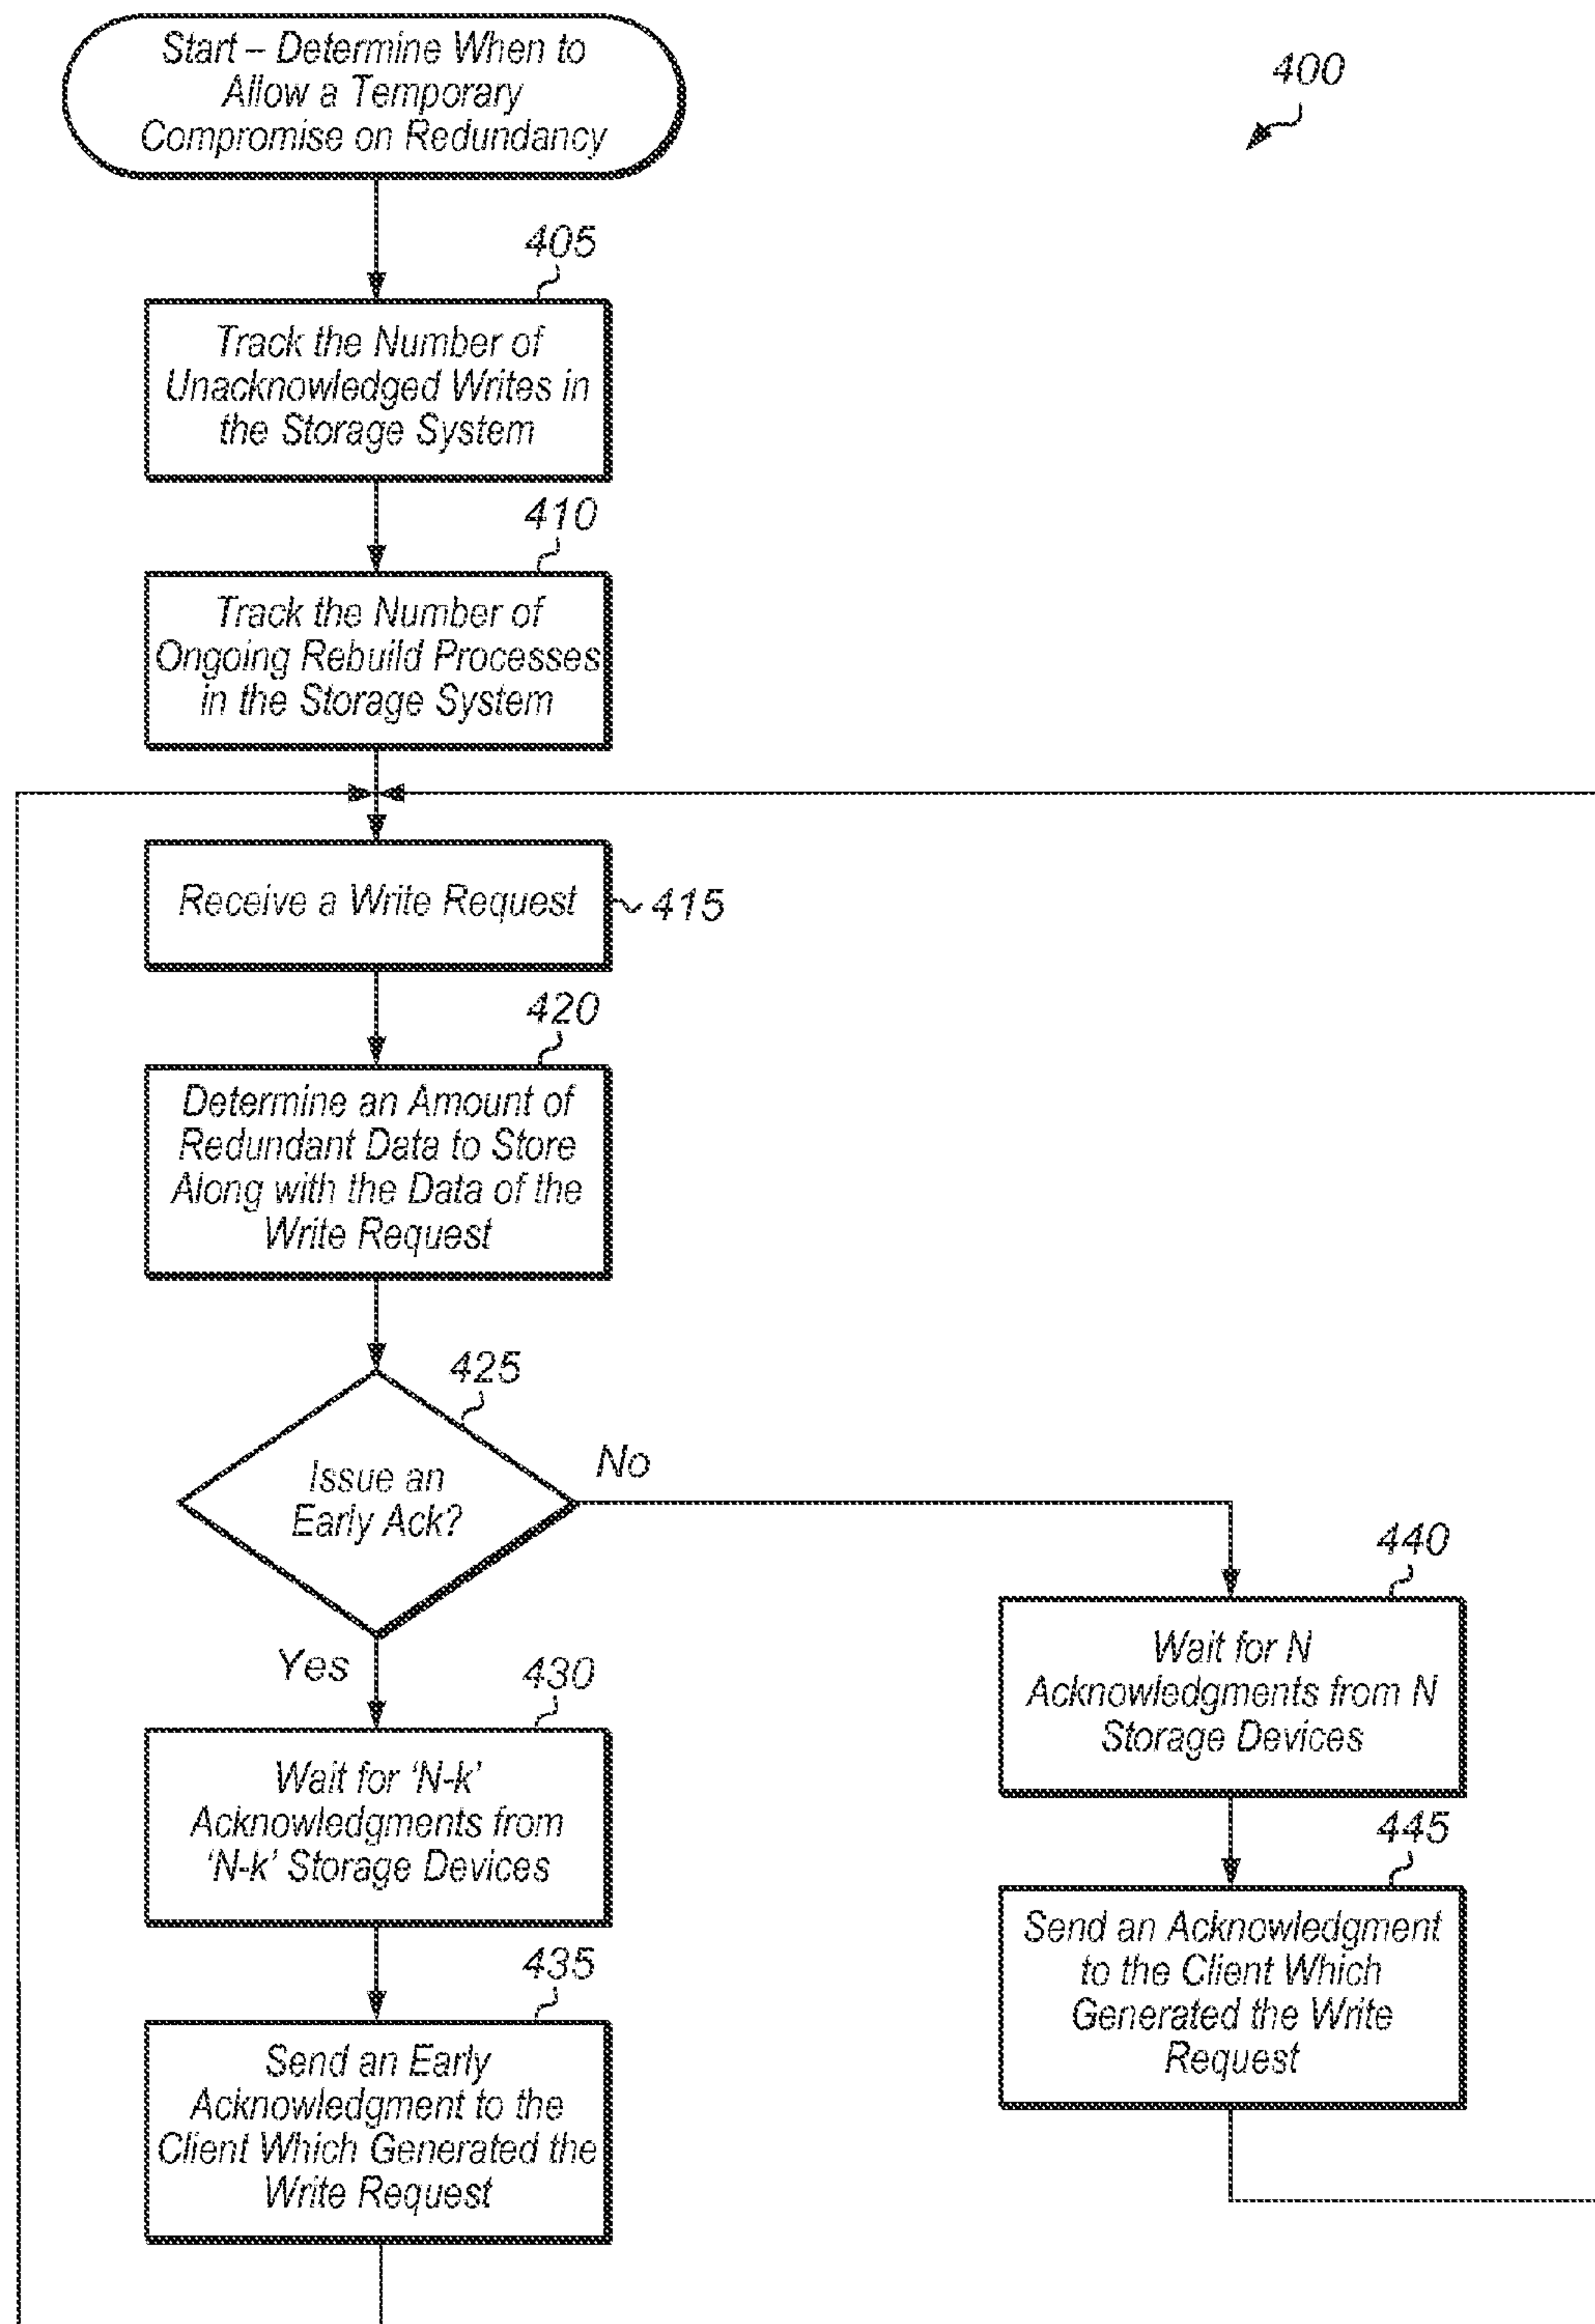 Start – Determine When to
Allow a Temporary
Compromise on Redundancy
400
405
Track the Number of
Unacknowledged Writes in
the Storage System
410
Track the Number of
Ongoing Rebuild Processes
in the Storage System
Receive a Write Request
415
420
Determine an Amount of
Redundant Data to Store
Along with the Data of the
Write Request
425
Issue an
Early Ack?
No
Yes
430
Wait for ‘N-k’
Acknowledgments from
‘N-k’ Storage Devices
435
Send an Early
Acknowledgment to the
Client Which Generated the
Write Request
440
Wait for N
Acknowledgments from N
Storage Devices
445
Send an Acknowledgment
to the Client Which
Generated the Write
Request